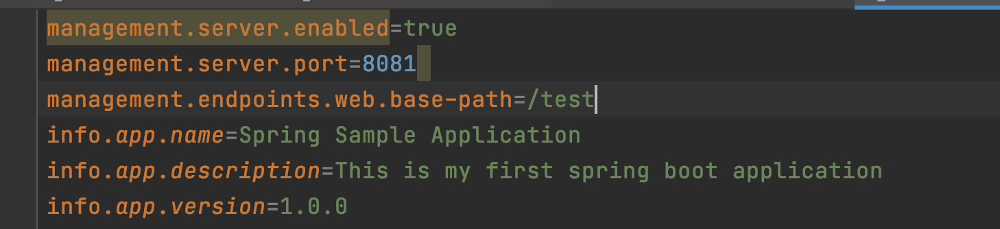 management.server.enabled=true
management.server.port=8081
management.endpoints.web.base-path=/test
info.app.name=Spring Sample Application
info.app.description=This is my first spring boot application
info.app.version=1.0.0